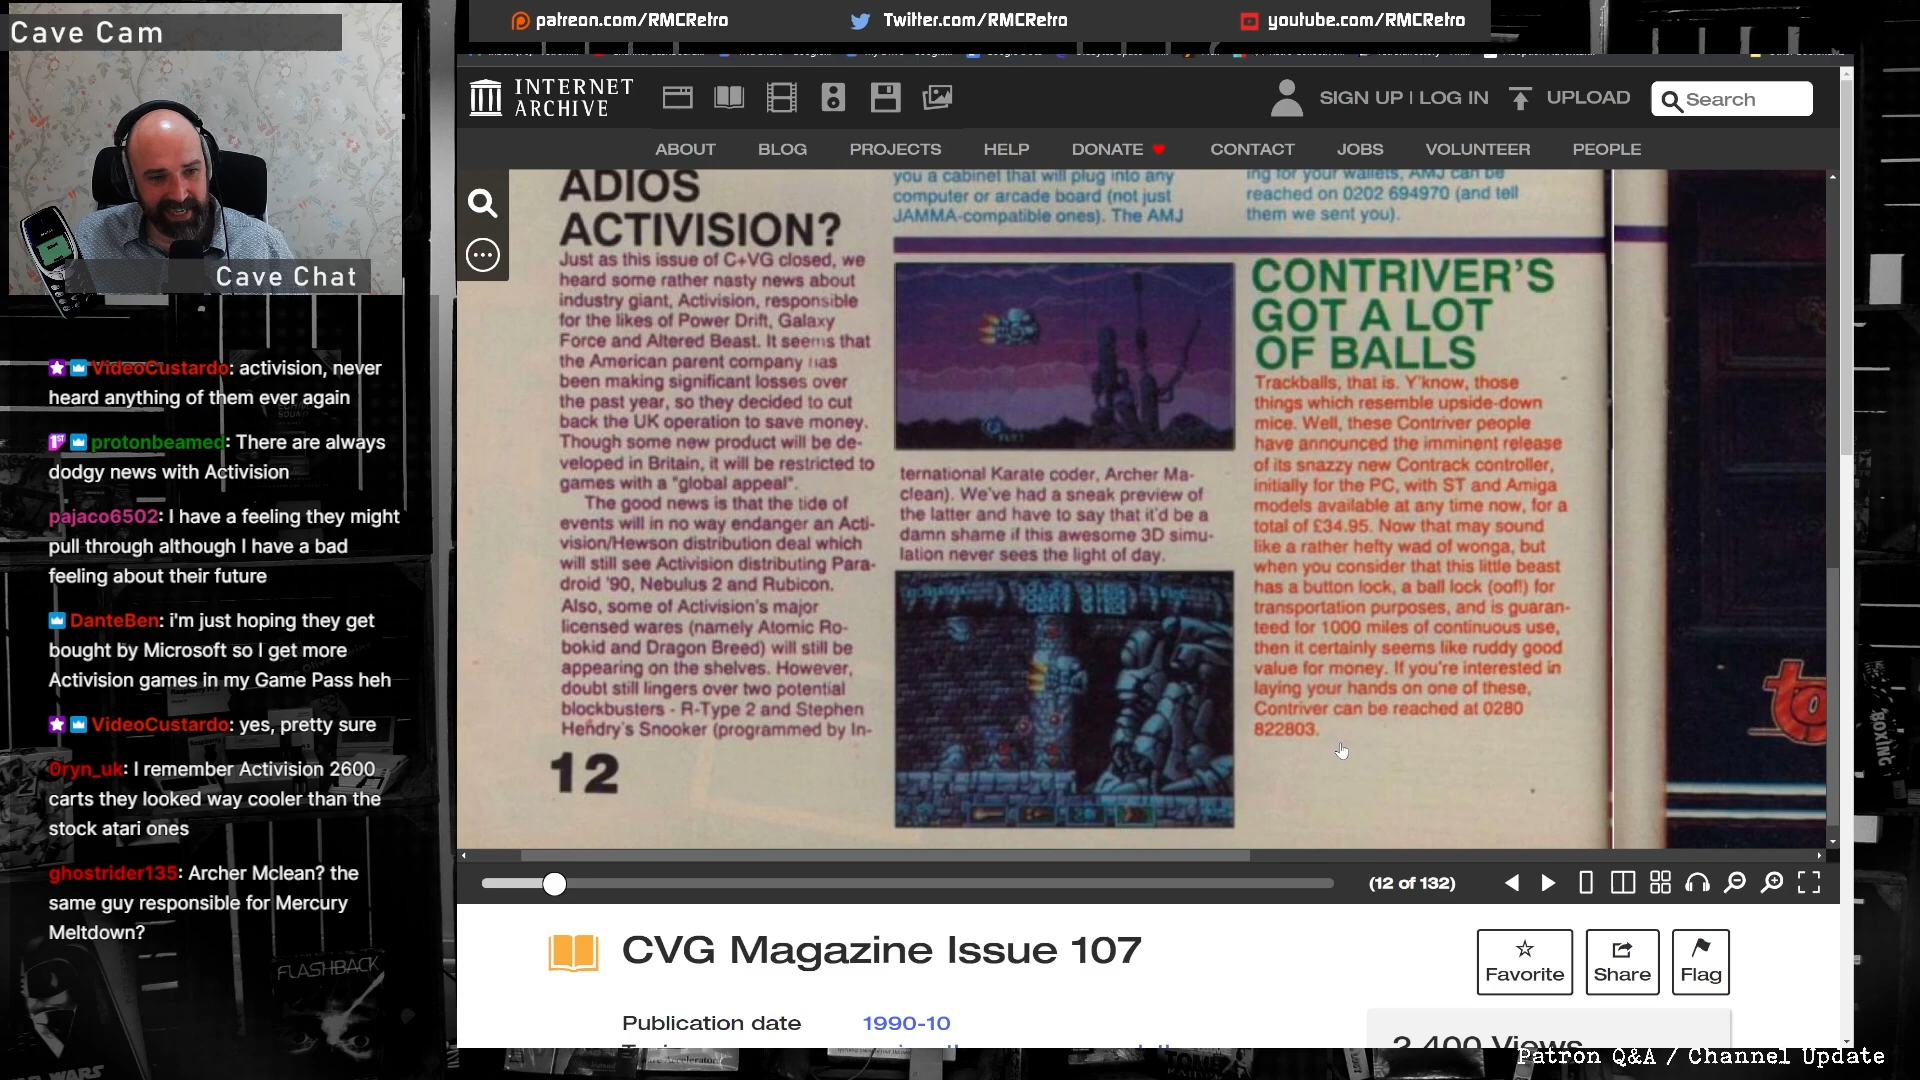 Cave Cam
patreon.com/RMCRetro
Twitter.com/RMCRetro
youtube.com/RMCRetro
INTERNET
ARCHIVE
SIGN UP | LOG IN
UPLOAD
Search
ABOUT
BLOG
PROJECTS
HELP
DONATE
CONTACT
JOBS
VOLUNTEER
PEOPLE
Cave Chat
VideoCustardo: activision, never
heard anything of them ever again
protonbeamed: There are always
dodgy news with Activision
pajaco6502: I have a feeling they might
pull through although I have a bad
feeling about their future
DanteBen: i'm just hoping they get
bought by Microsoft so I get more
Activision games in my Game Pass heh
VideoCustardo: yes, pretty sure
0ryn_uk: I remember Activision 2600
carts they looked way cooler than the
stock atari ones
ghostrider135: Archer Mclean? the
same guy responsible for Mercury
Meltdown?
ADIOS
ACTIVISION?
Just as this issue of C+VG closed, we
heard some rather nasty news about
industry giant, Activision, responsible
for the likes of Power Drift, Galaxy
Force and Altered Beast. It seems that
the American parent company has
been making significant losses over
the past year, so they decided to cut
back the UK operation to save money.
Though some new product will be de-
veloped in Britain, it will be restricted to
games with a "global appeal".
The good news is that the tide of
events will in no way endanger an Acti-
vision/Hewson distribution deal which
will still see Activision distributing Para-
droid '90, Nebulus 2 and Rubicon.
Also, some of Activision's major
licensed wares (namely Atomic Ro-
bokid and Dragon Breed) will still be
appearing on the shelves. However,
doubt still lingers over two potential
blockbusters - R-Type 2 and Stephen
Hendry's Snooker (programmed by In-
12
you a cabinet that will plug into any
computer or arcade board (not just
JAMMA-compatible ones). The AMJ
ternational Karate coder, Archer Ma-
clean). We've had a sneak preview of
the latter and have to say that it'd be a
damn shame if this awesome 3D simu-
lation never sees the light of day.
ing for your wallets, AMJ can be
reached on 0202 694970 (and tell
them we sent you).
CONTRIVER'S
GOT A LOT
OF BALLS
Trackballs, that is. Y'know, those
things which resemble upside-down
mice. Well, these Contriver people
have announced the imminent release
of its snazzy new Contrack controller,
initially for the PC, with ST and Amiga
models available at any time now, for a
total of £34.95. Now that may sound
like a rather hefty wad of wonga, but
when you consider that this little beast
has a button lock, a ball lock (oof!) for
transportation purposes, and is guaran-
teed for 1000 miles of continuous use,
then it certainly seems like ruddy good
value for money. If you're interested in
laying your hands on one of these,
Contriver can be reached at 0280
822803.
(12 of 132)
CVG Magazine Issue 107
Favorite
Share
Flag
Publication date
1990-10
2,400 Views
FLASHBACK
BOXING
Patron Q&A / Channel Update